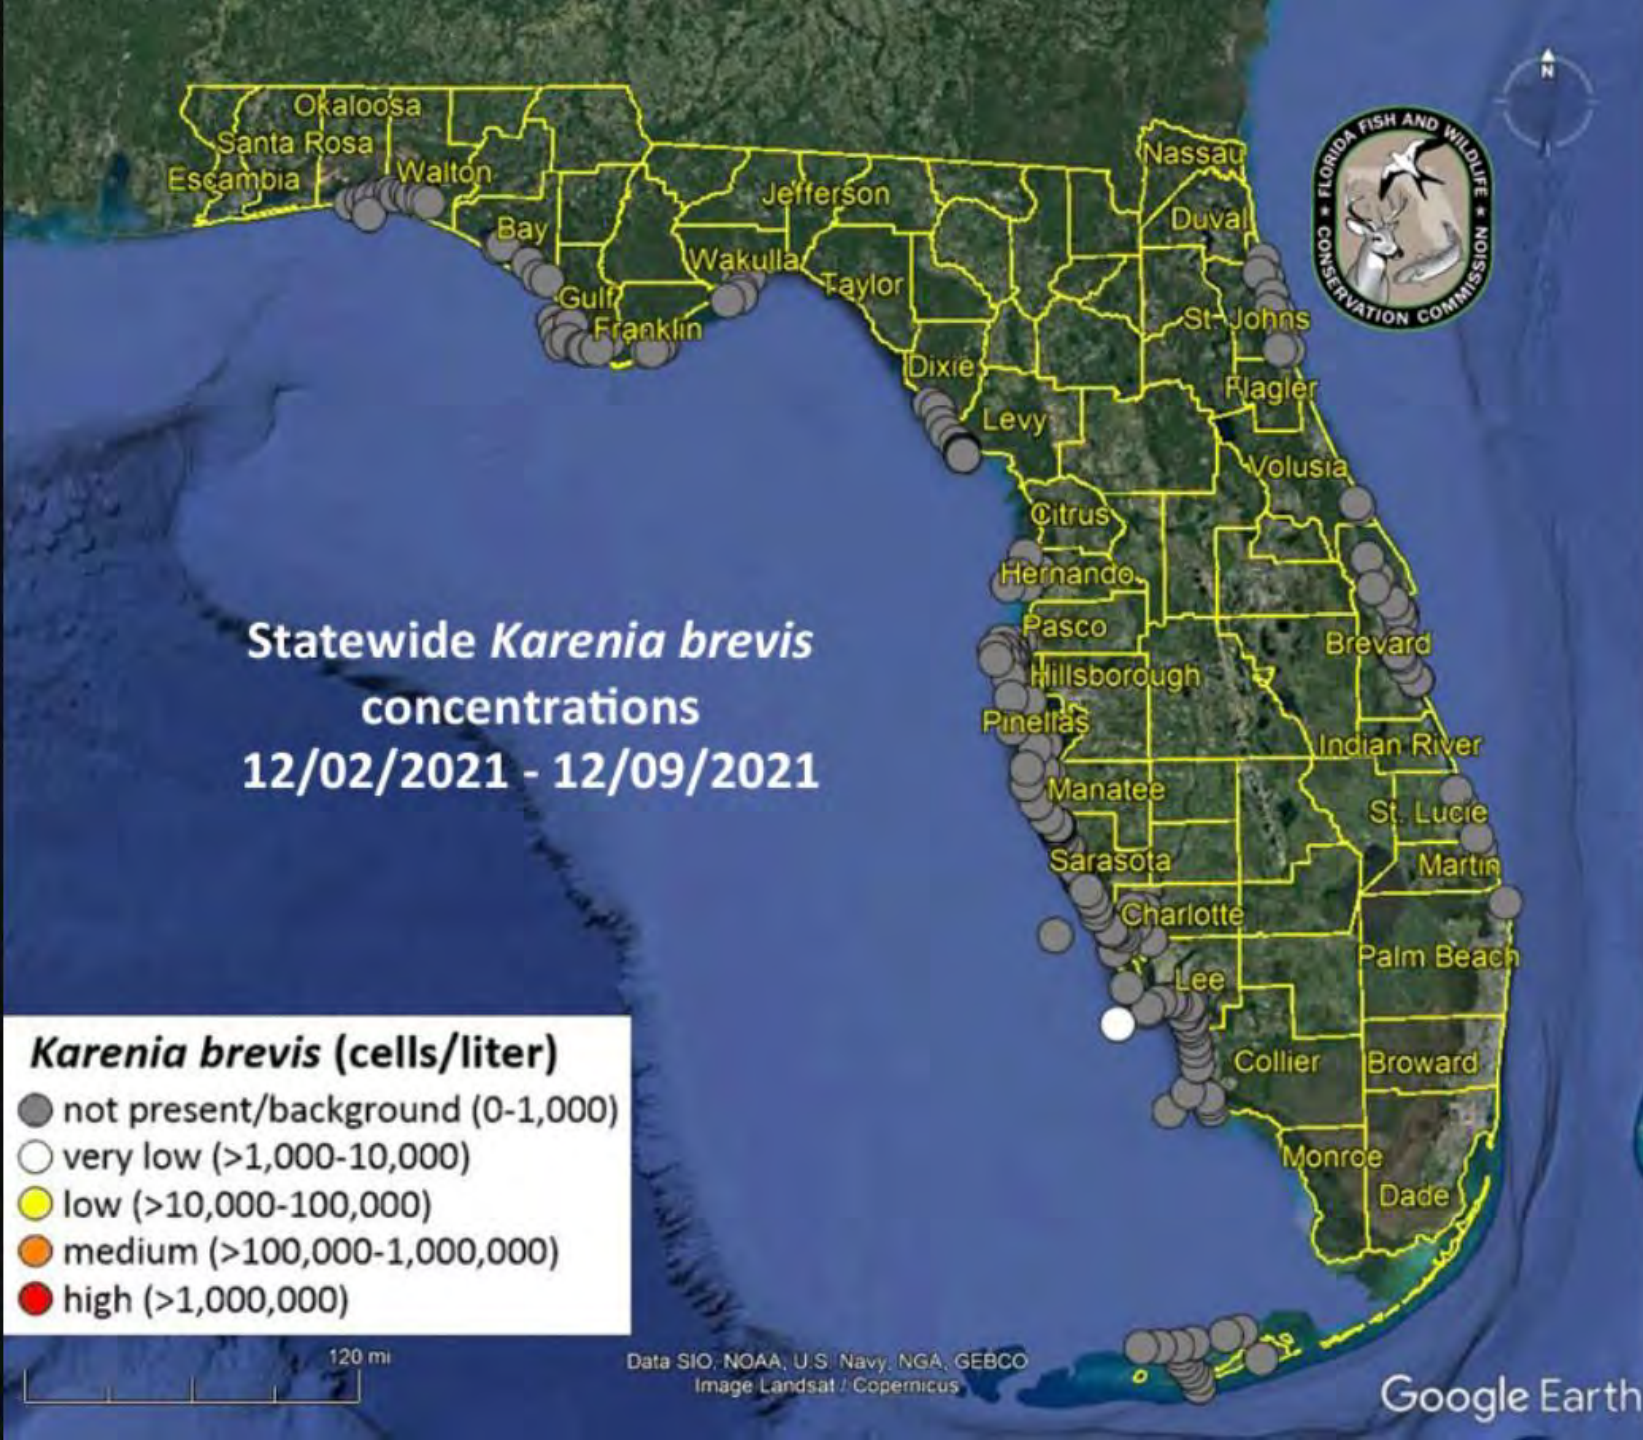 Okaloosa
Santa Rosa
Escambia
Walton
Bay
Gulf
Franklin
Jefferson
Wakulla
Taylor
Dixie
Levy
Nassau
Duval
St. Johns
Flagler
Volusia
Citrus
Hernando
Pasco
Hillsborough
Pinellas
Manatee
Sarasota
Charlotte
Lee
Collier
Monroe
Brevard
Indian River
St. Lucie
Martin
Palm Beach
Broward
Dade
N
★ FLORIDA FISH AND WILDLIFE ★
CONSERVATION COMMISSION
Statewide Karenia brevis
concentrations
12/02/2021 - 12/09/2021
Karenia brevis (cells/liter)
not present/background (0-1,000)
very low (>1,000-10,000)
low (>10,000-100,000)
medium (>100,000-1,000,000)
high (>1,000,000)
120 mi
Data SIO, NOAA, U.S. Navy, NGA, GEBCO
Image Landsat / Copernicus
Google Earth